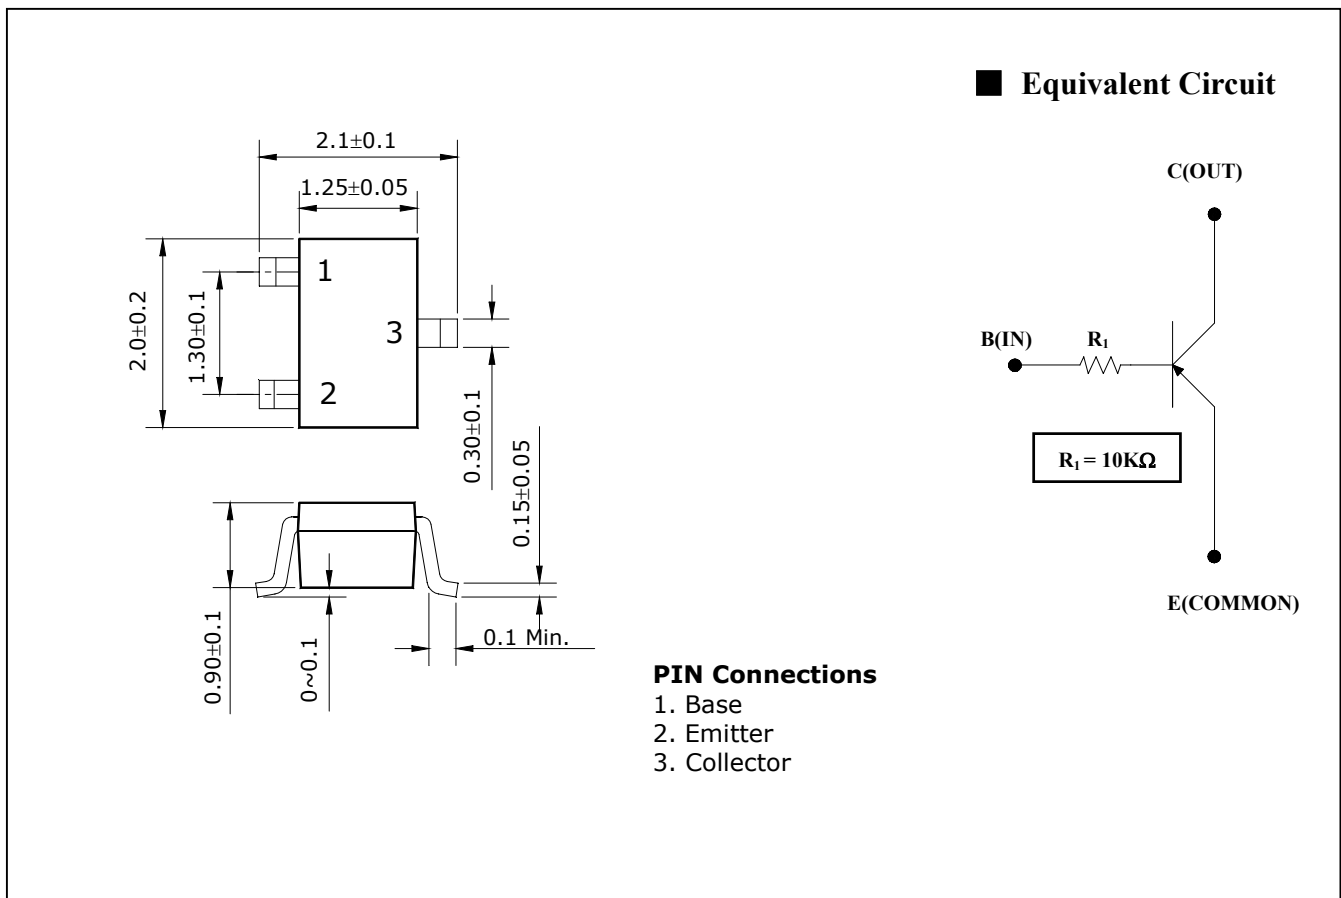 ■ Equivalent Circuit
2.1±0.1
1.25±0.05
C(OUT)
1
2.0±0.2
1.30±0.1
3
B(IN)
R₁
2
0.30±0.1
R₁ = 10KΩ
0.15±0.05
0.90±0.1
0~0.1
0.1 Min.
E(COMMON)
PIN Connections
1. Base
2. Emitter
3. Collector